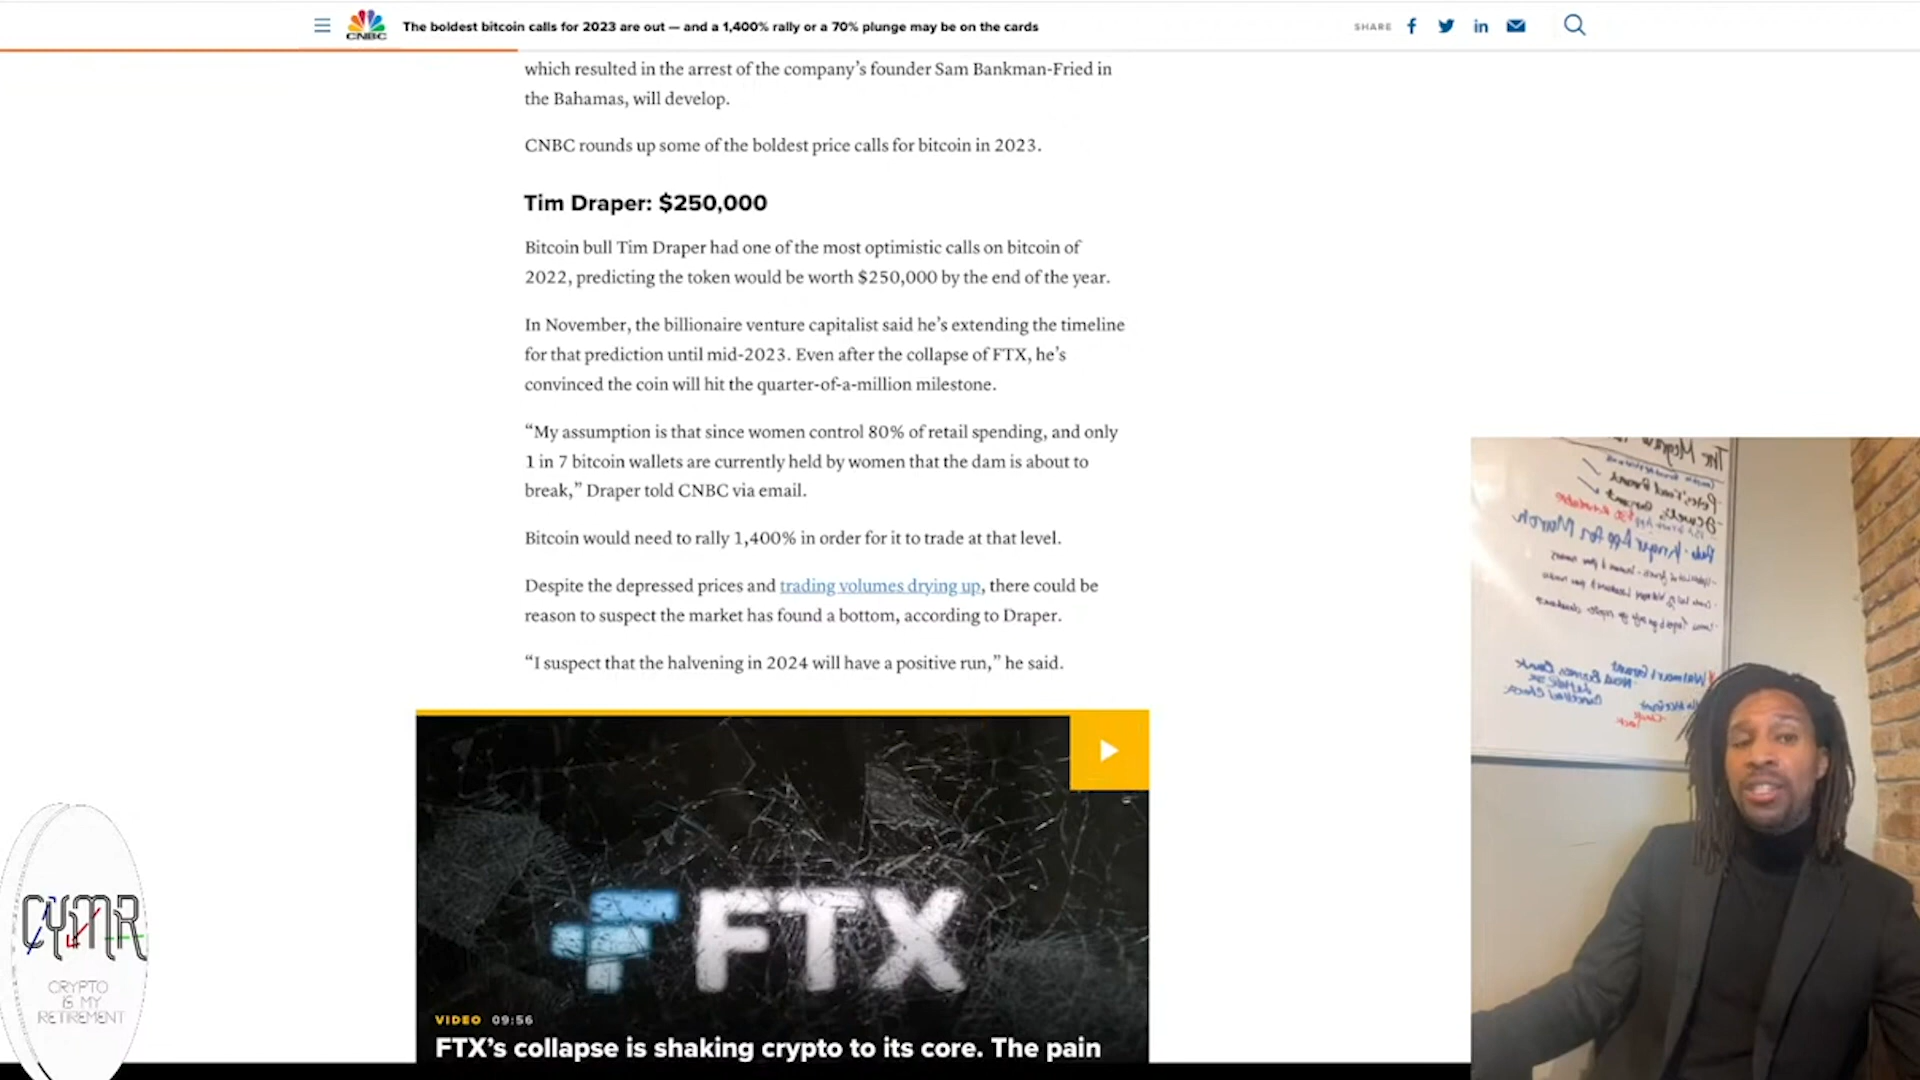 CNBC
The boldest bitcoin calls for 2023 are out — and a 1,400% rally or a 70% plunge may be on the cards
SHARE
which resulted in the arrest of the company’s founder Sam Bankman-Fried in
the Bahamas, will develop.
CNBC rounds up some of the boldest price calls for bitcoin in 2023.
Tim Draper: $250,000
Bitcoin bull Tim Draper had one of the most optimistic calls on bitcoin of
2022, predicting the token would be worth $250,000 by the end of the year.
In November, the billionaire venture capitalist said he’s extending the timeline
for that prediction until mid-2023. Even after the collapse of FTX, he’s
convinced the coin will hit the quarter-of-a-million milestone.
“My assumption is that since women control 80% of retail spending, and only
1 in 7 bitcoin wallets are currently held by women that the dam is about to
break,” Draper told CNBC via email.
Bitcoin would need to rally 1,400% in order for it to trade at that level.
Despite the depressed prices and trading volumes drying up, there could be
reason to suspect the market has found a bottom, according to Draper.
“I suspect that the halvening in 2024 will have a positive run,” he said.
FTX
VIDEO 09:56
FTX’s collapse is shaking crypto to its core. The pain
CYMR
CRYPTO
IS MY
RETIREMENT